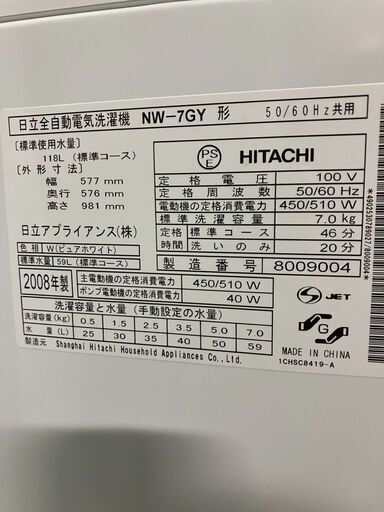 日立全自動電気洗濯機 NW-7GY 形 50/60Hz共用
〔標準使用水量〕
118L (標準コース)
〔外形寸法〕
幅 577 mm
奥行 576 mm
高さ 981 mm
日立アプライアンス(株)
色相 W(ピュアホワイト)
標準水量 59L (標準コース)
PS E HITACHI
定格電圧 100 V
定格周波数 50/60 Hz
電動機の定格消費電力 450/510 W
標準洗濯容量 7.0 kg
標準コース 46分
時間 洗いのみ 20分
製造番号 8009004
*4902530789027/8009004*
2008年製
主電動機の定格消費電力 450/510 W
ポンプ電動機の定格消費電力 40 W
S JET
洗濯容量と水量 (手動設定の水量)
洗濯容量(kg) 0.5 1.5 2.5 3.5 5.0 7.0
水量(L) 25 30 35 40 50 59
製造元 Shanghai Hitachi Household Appliances Co.,Ltd.
G
MADE IN CHINA
1CHSC8419-A